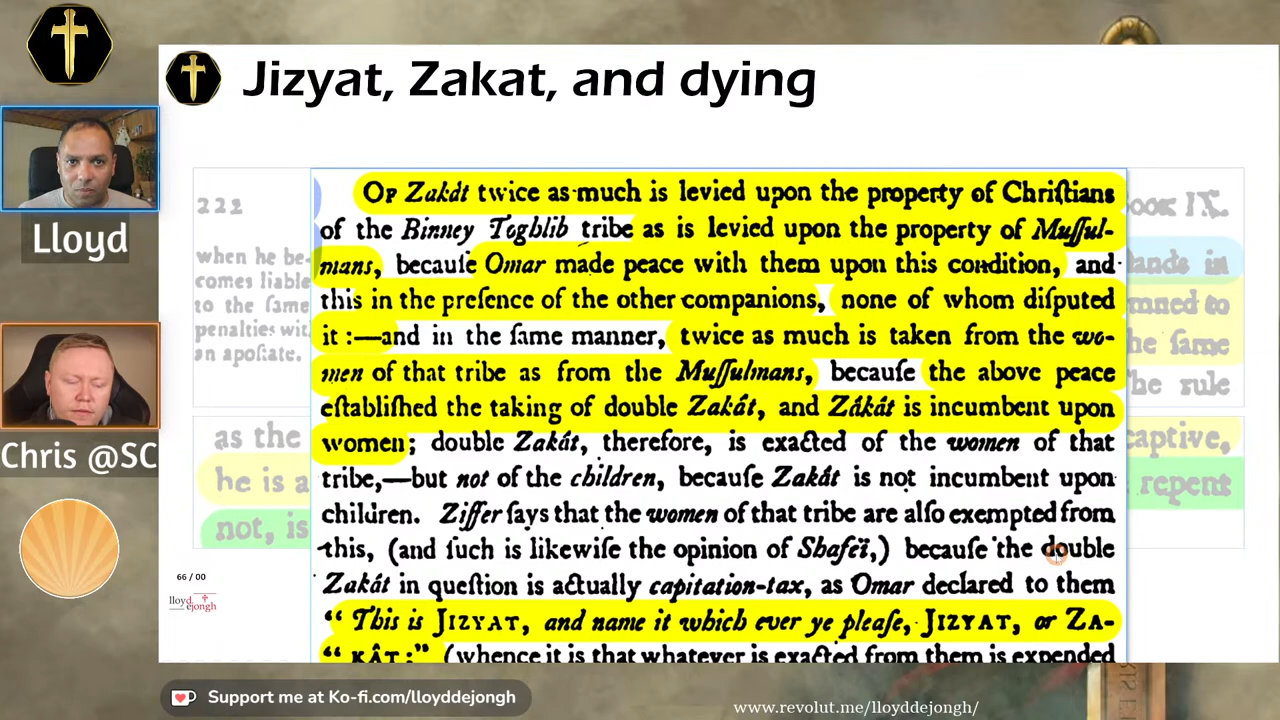 Jizyat, Zakat, and dying
Lloyd
Chris @SC
222
when he be-
comes liable
to the ſame
penalties wit
an apoſtate.
as the
he is a
not, is
Of Zakât twice as much is levied upon the property of Chriſtians
of the Binney Togblib tribe as is levied upon the property of Muſſul-
mans, becauſe Omar made peace with them upon this condition, and
this in the preſence of the other companions, none of whom diſputed
it :—and in the ſame manner, twice as much is taken from the wo-
men of that tribe as from the Muſſulmans, becauſe the above peace
eſtabliſhed the taking of double Zakât, and Zâkât is incumbent upon
women; double Zakât, therefore, is exacted of the women of that
tribe,—but not of the children, becauſe Zakât is not incumbent upon
children. Ziffer ſays that the women of that tribe are alſo exempted from
this, (and ſuch is likewiſe the opinion of Shafeï,) becauſe the double
Zakât in queſtion is actually capitation-tax, as Omar declared to them
“ This is JIZYAT, and name it which ever ye pleaſe, JIZYAT, or ZA-
“ KÂT:” (whence it is that whatever is exacted from them is expended
IX.
in
to
he ſame
he rule
captive,
repent
66 / 00
lloyd
dejongh
Support me at Ko-fi.com/lloyddejongh
www.revolut.me/lloyddejongh/